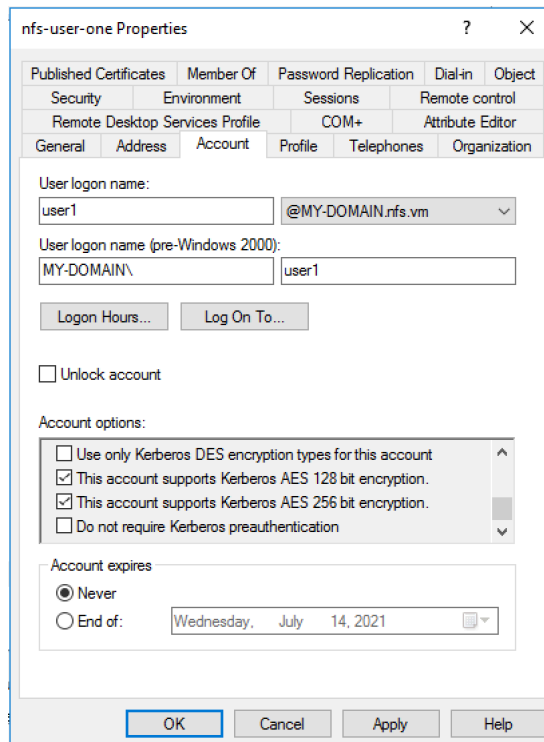 nfs-user-one Properties ? ×
Published Certificates Member Of Password Replication Dial-in Object
Security Environment Sessions Remote control
Remote Desktop Services Profile COM+ Attribute Editor
General Address Account Profile Telephones Organization
User logon name:
user1 @MY-DOMAIN.nfs.vm
User logon name (pre-Windows 2000):
MY-DOMAIN\ user1
Logon Hours... Log On To...
Unlock account
Account options:
Use only Kerberos DES encryption types for this account
This account supports Kerberos AES 128 bit encryption.
This account supports Kerberos AES 256 bit encryption.
Do not require Kerberos preauthentication
Account expires
Never
End of: Wednesday, July 14, 2021
OK Cancel Apply Help